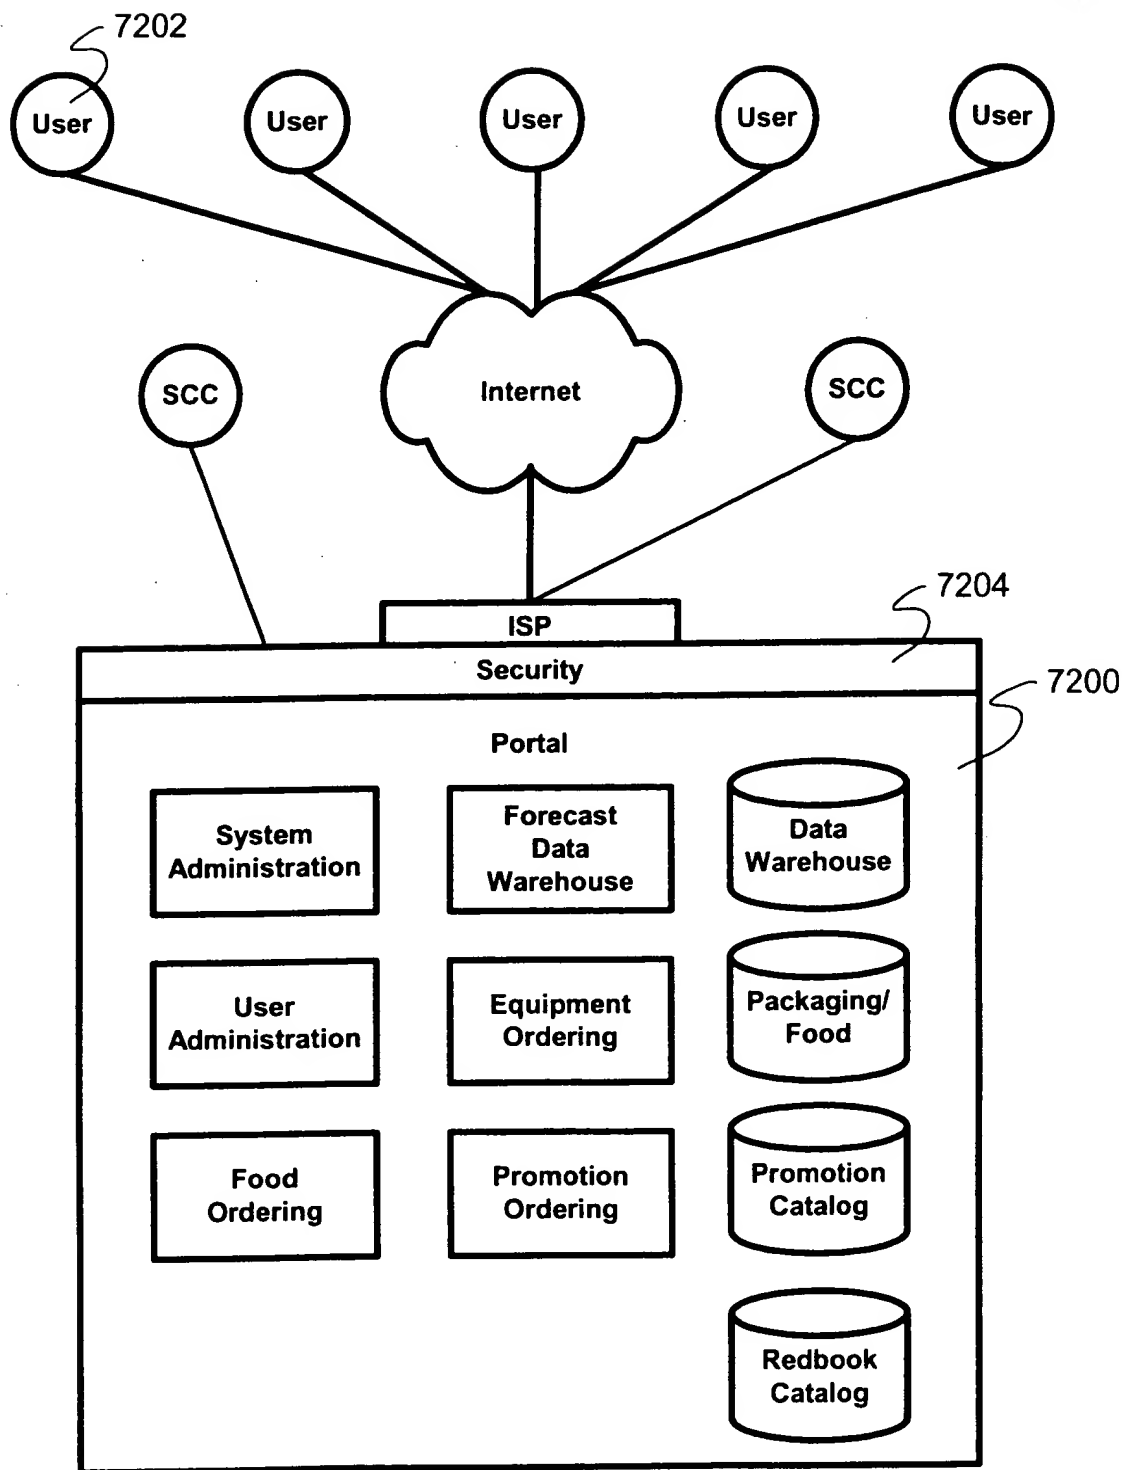 7202
User
User
User
User
User
SCC
Internet
SCC
7204
ISP
Security
7200
Portal
System
Administration
Forecast
Data
Warehouse
Data
Warehouse
User
Administration
Equipment
Ordering
Packaging/
Food
Food
Ordering
Promotion
Ordering
Promotion
Catalog
Redbook
Catalog